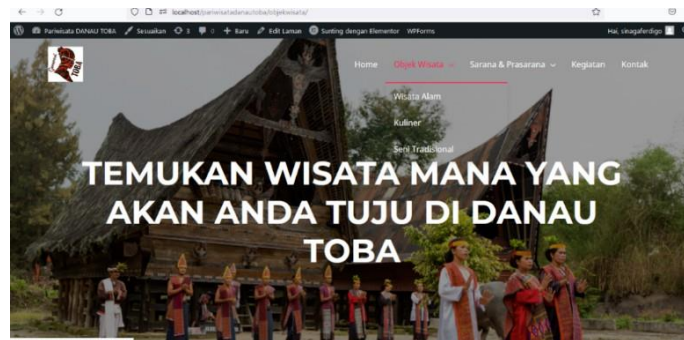 localhost/pariwisatadanautoba/objekwisata/
Pariwisata DANAU TOBA Sesuaikan 3 0 Baru Edit Laman Sunting dengan Elementor WPForms Hai, sinagaferdigo
TOBA
Home Objek Wisata Sarana & Prasarana Kegiatan Kontak
Wisata Alam
Kuliner
Seni Tradisional
TEMUKAN WISATA MANA YANG
AKAN ANDA TUJU DI DANAU
TOBA